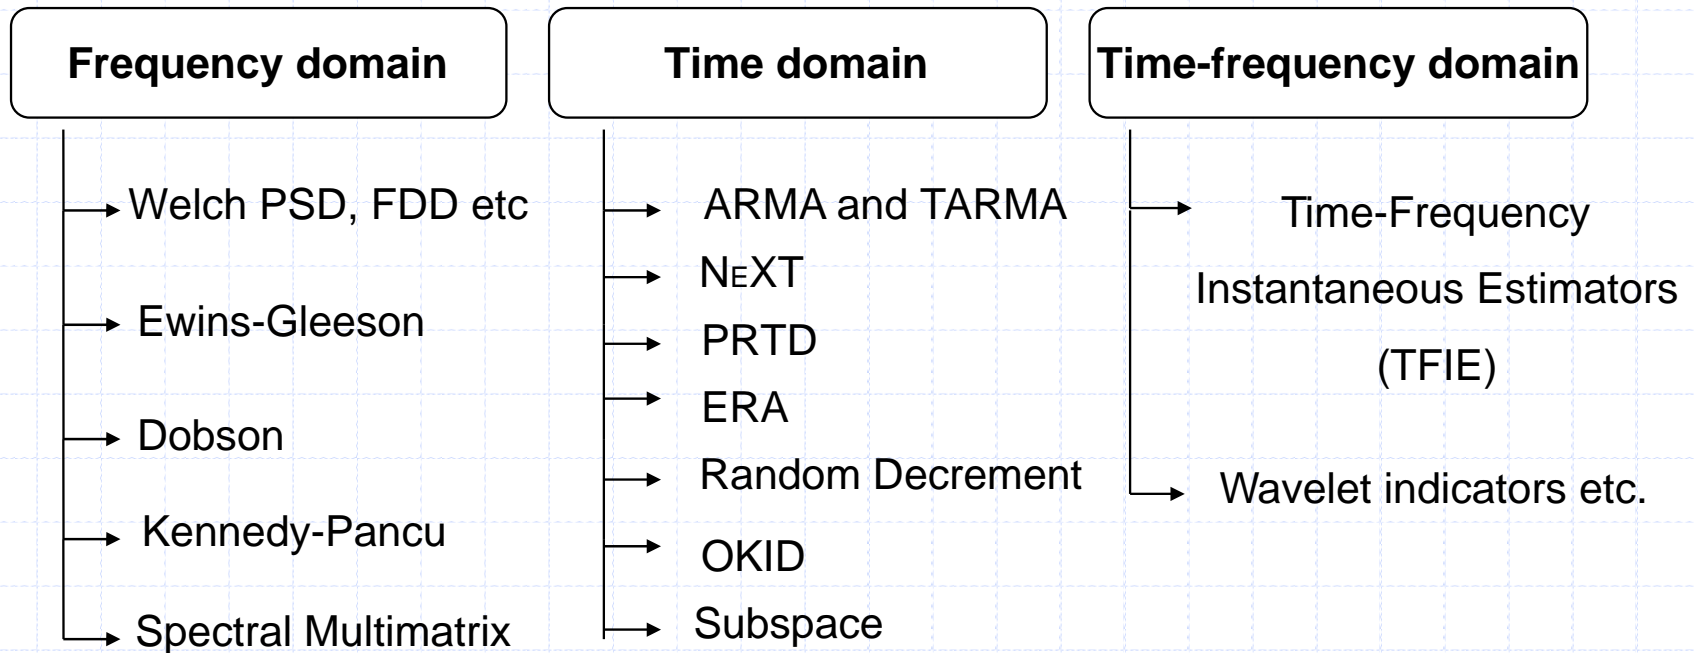 Frequency domain
Welch PSD, FDD etc
Ewins-Gleeson
Dobson
Kennedy-Pancu
Spectral Multimatrix
Time domain
ARMA and TARMA
NEXT
PRTD
ERA
Random Decrement
OKID
Subspace
Time-frequency domain
Time-Frequency
Instantaneous Estimators
(TFIE)
Wavelet indicators etc.